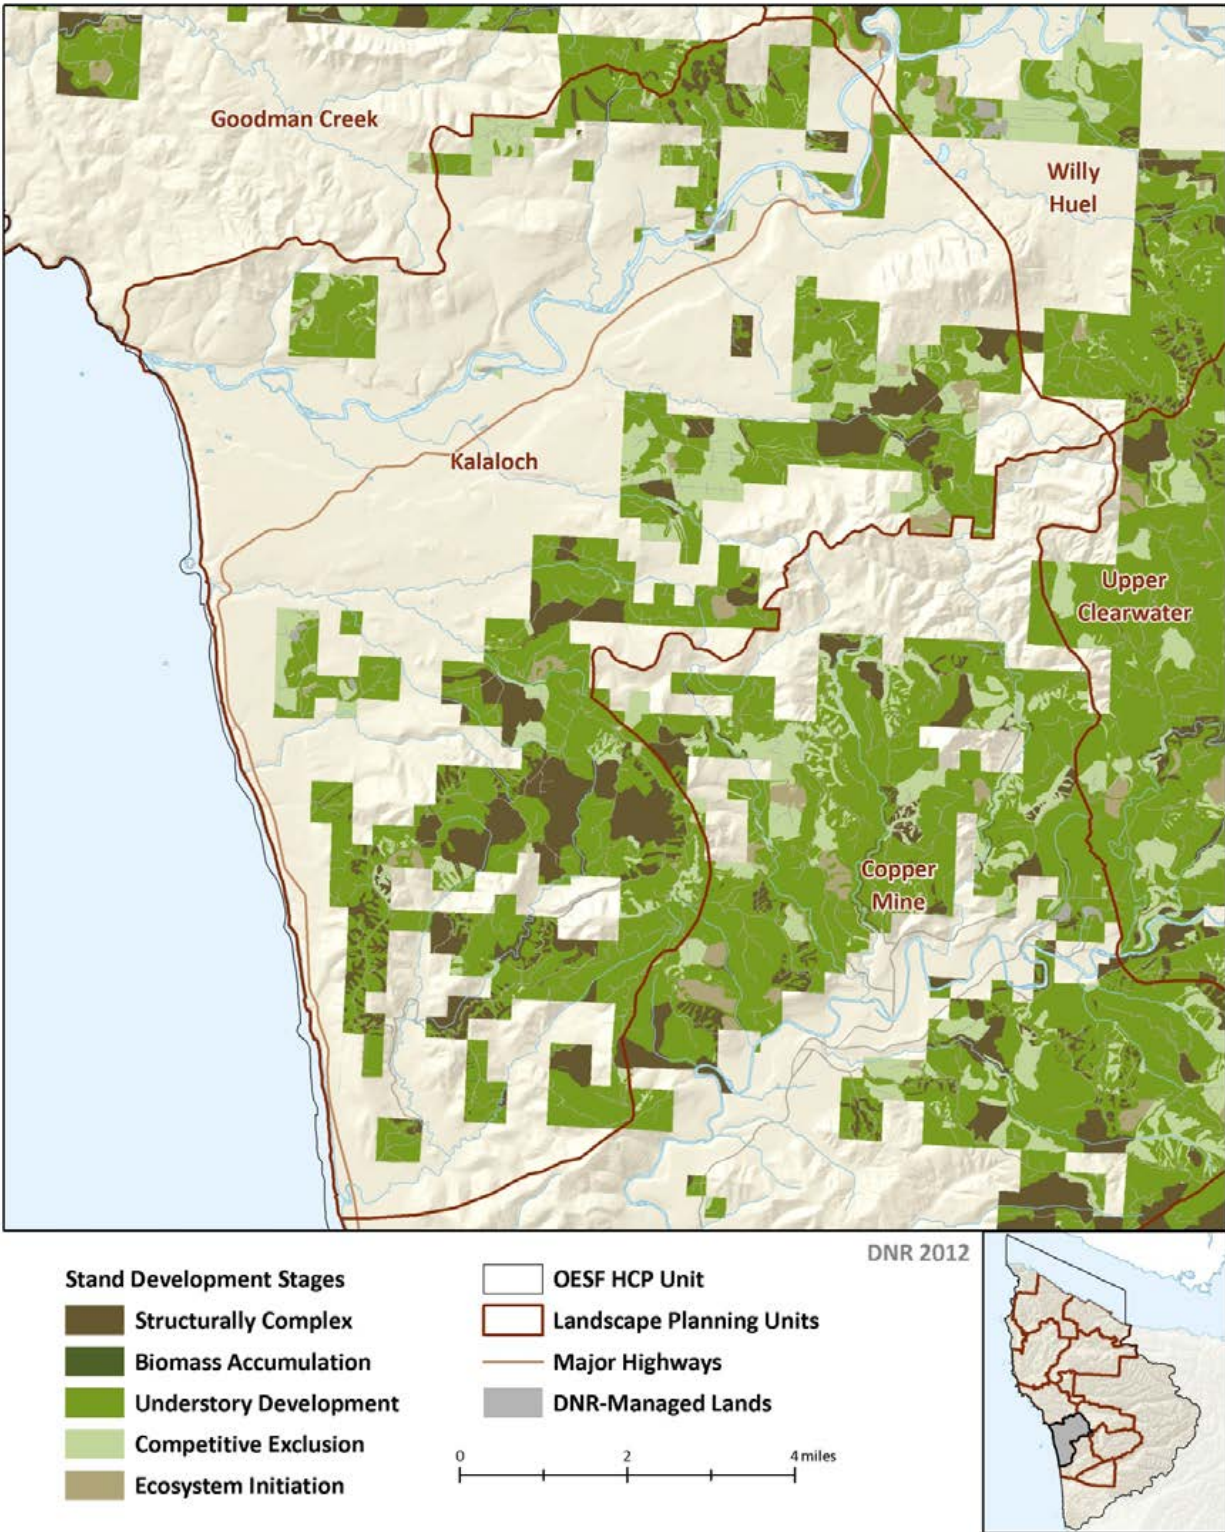 Goodman Creek
Willy
Huel
Kalaloch
Upper
Clearwater
Copper
Mine
DNR 2012
Stand Development Stages
Structurally Complex
Biomass Accumulation
Understory Development
Competitive Exclusion
Ecosystem Initiation
OESF HCP Unit
Landscape Planning Units
Major Highways
DNR-Managed Lands
0 2 4 miles